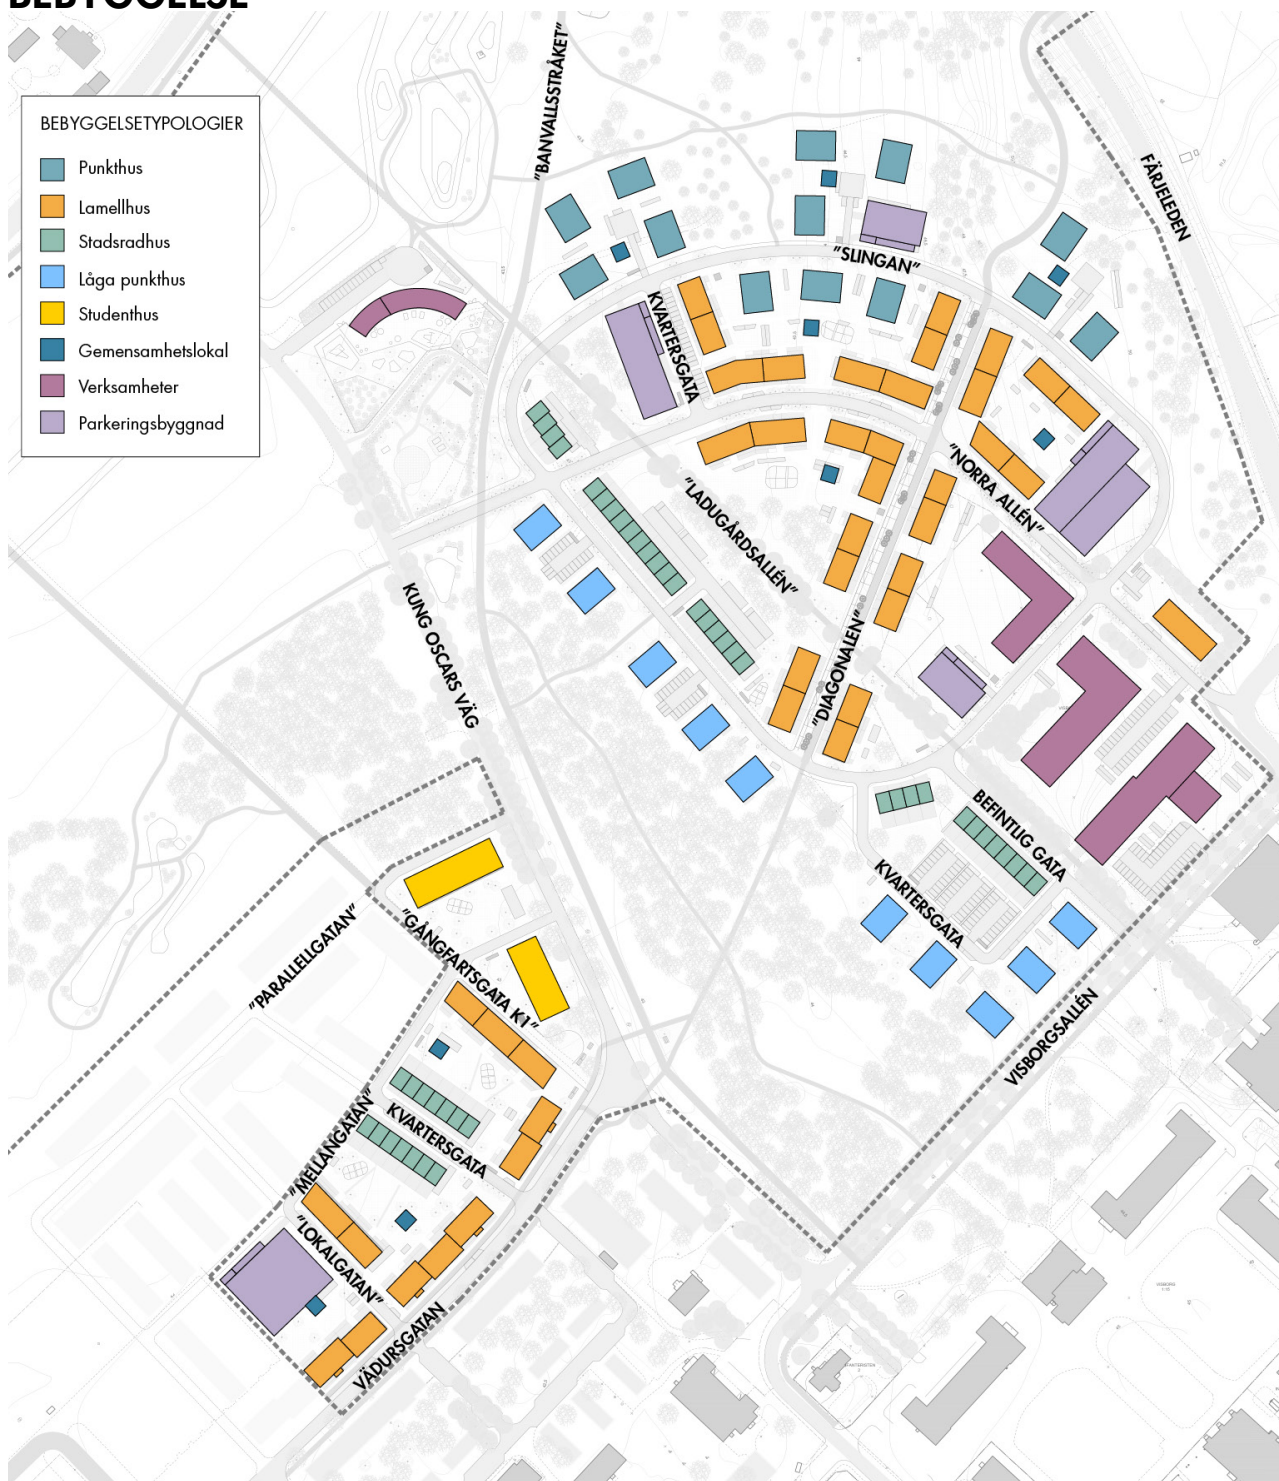 BEBYGGELSE
BEBYGGELSETYPOLOGIER
Punkthus
Lamellhus
Stadsradhus
Låga punkthus
Studenthus
Gemensamhetslokal
Verksamheter
Parkeringsbyggnad
"BANVALLSSTRÅKET"
FÄRJELEDEN
"SLINGAN"
KVARTERSGATA
"NORRA ALLÉN"
"LADUGÅRDSALLÉN"
KUNG OSCARS VÄG
"DIAGONALEN"
BEFINTLIG GATA
KVARTERSGATA
"PARALLELLGATAN"
"GÅNGFARTSGATA K1"
VISBORGSALLÉN
"MELLANGATAN"
KVARTERSGATA
"LOKALGATAN"
VÄDURSGATAN